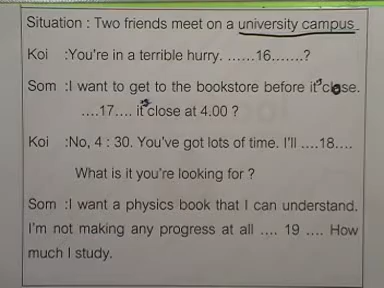 Situation : Two friends meet on a university campus.
Koi :You're in a terrible hurry. ......16.......?
Som :I want to get to the bookstore before it close.
....17.... it close at 4.00 ?
Koi :No, 4 : 30. You've got lots of time. I'll ....18....
What is it you're looking for ?
Som :I want a physics book that I can understand.
I'm not making any progress at all .... 19 .... How
much I study.